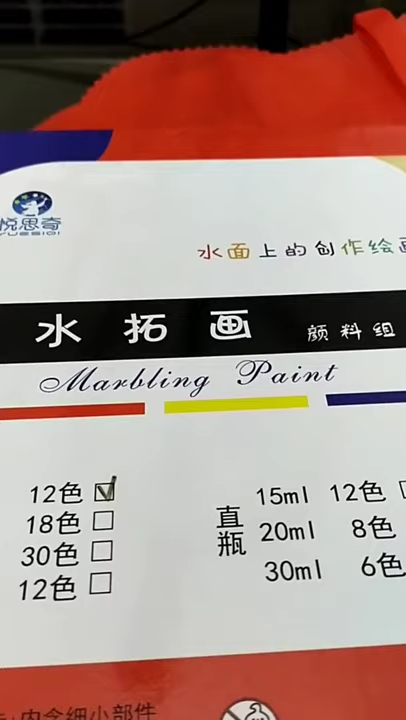 悦思奇
YUESIQI
水面上的创作绘画
水拓画 颜料组
Marbling Paint
12色 ☑
18色 □
30色 □
12色 □
直瓶
15ml 12色
20ml 8色
30ml 6色
内含细小部件